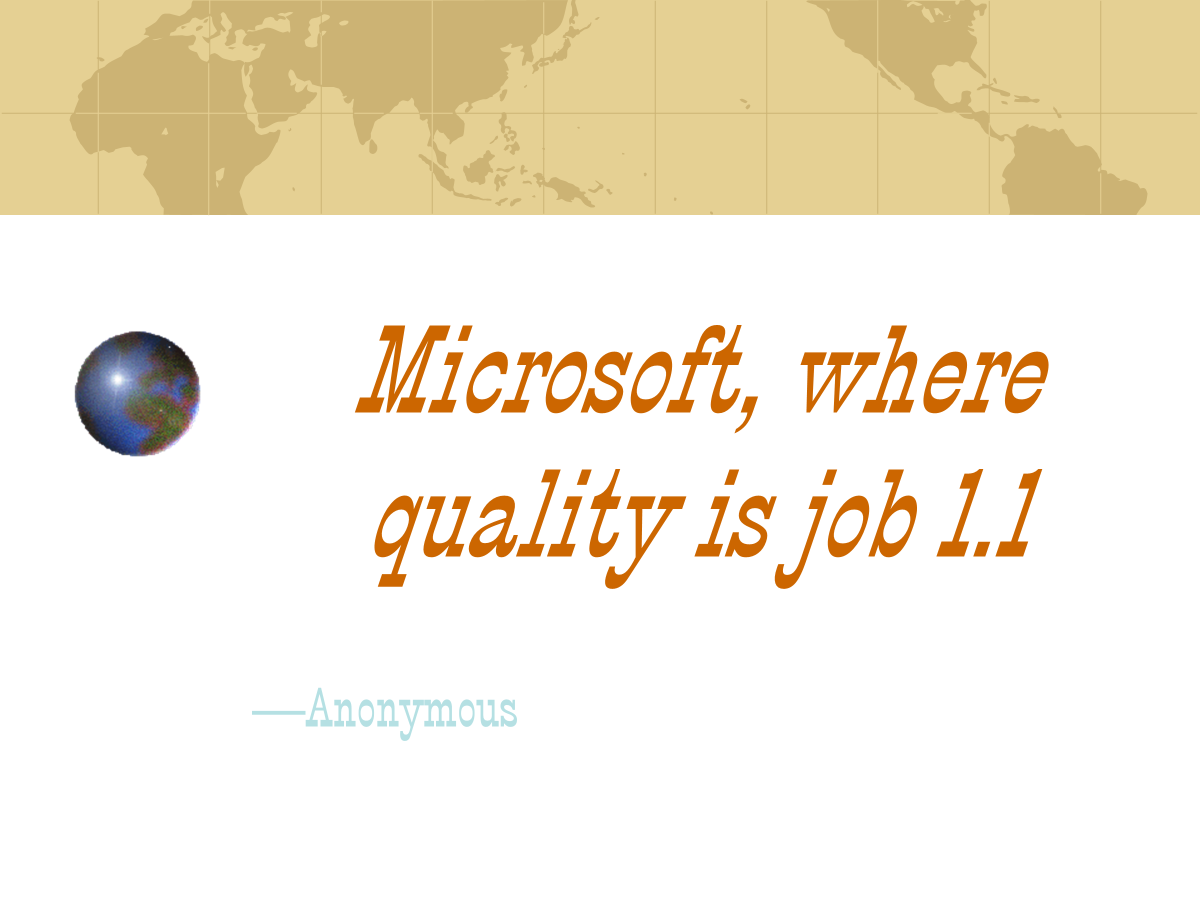 Microsoft, where
quality is job 1.1
—Anonymous